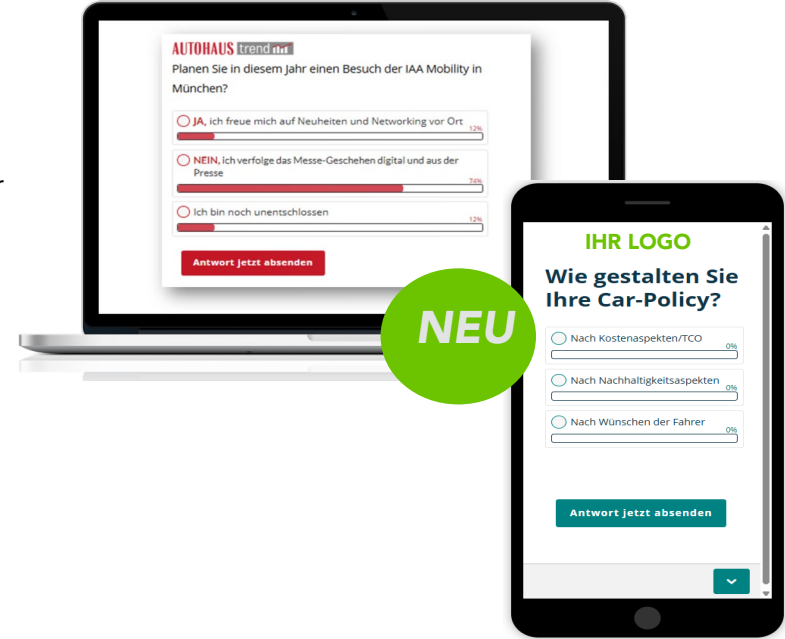 AUTOHAUS trend
Planen Sie in diesem Jahr einen Besuch der IAA Mobility in
München?
JA, ich freue mich auf Neuheiten und Networking vor Ort
12%
NEIN, ich verfolge das Messe-Geschehen digital und aus der
Presse
74%
Ich bin noch unentschlossen
12%
Antwort jetzt absenden
NEU
IHR LOGO
Wie gestalten Sie
Ihre Car-Policy?
Nach Kostenaspekten/TCO
0%
Nach Nachhaltigkeitsaspekten
0%
Nach Wünschen der Fahrer
0%
Antwort jetzt absenden